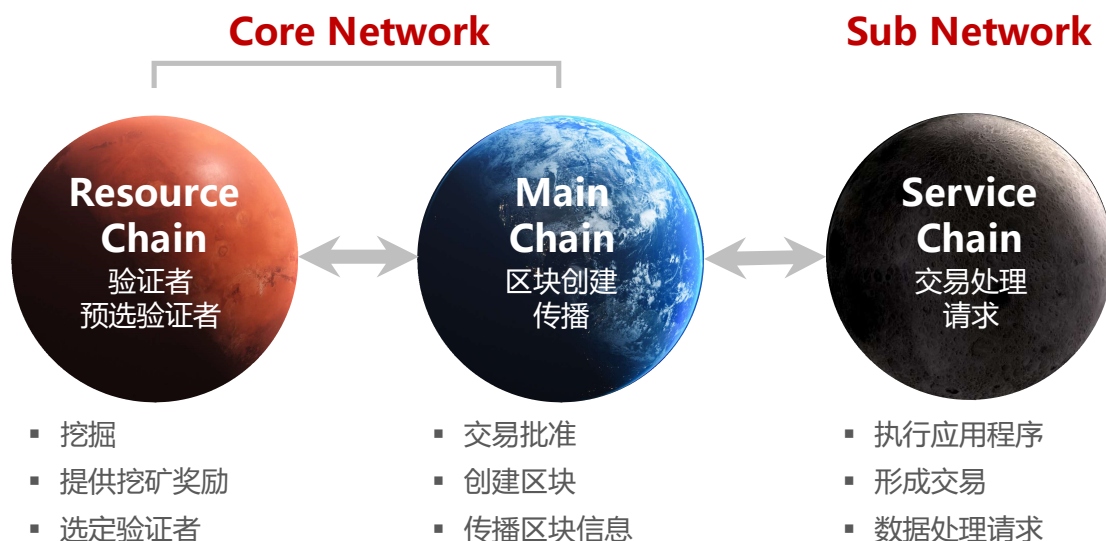 Core Network
Sub Network
Resource
Chain
验证者
预选验证者
Main
Chain
区块创建
传播
Service
Chain
交易处理
请求
▪ 挖掘
▪ 提供挖矿奖励
▪ 选定验证者
▪ 交易批准
▪ 创建区块
▪ 传播区块信息
▪ 执行应用程序
▪ 形成交易
▪ 数据处理请求